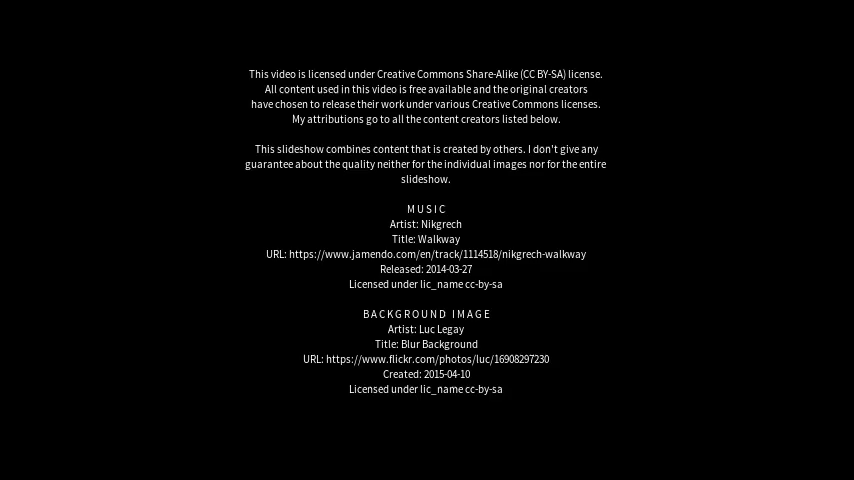 This video is licensed under Creative Commons Share-Alike (CC BY-SA) license.
All content used in this video is free available and the original creators
have chosen to release their work under various Creative Commons licenses.
My attributions go to all the content creators listed below.
This slideshow combines content that is created by others. I don't give any
guarantee about the quality neither for the individual images nor for the entire
slideshow.
MUSIC
Artist: Nikgrech
Title: Walkway
URL: https://www.jamendo.com/en/track/1114518/nikgrech-walkway
Released: 2014-03-27
Licensed under lic_name cc-by-sa
BACKGROUND IMAGE
Artist: Luc Legay
Title: Blur Background
URL: https://www.flickr.com/photos/luc/16908297230
Created: 2015-04-10
Licensed under lic_name cc-by-sa